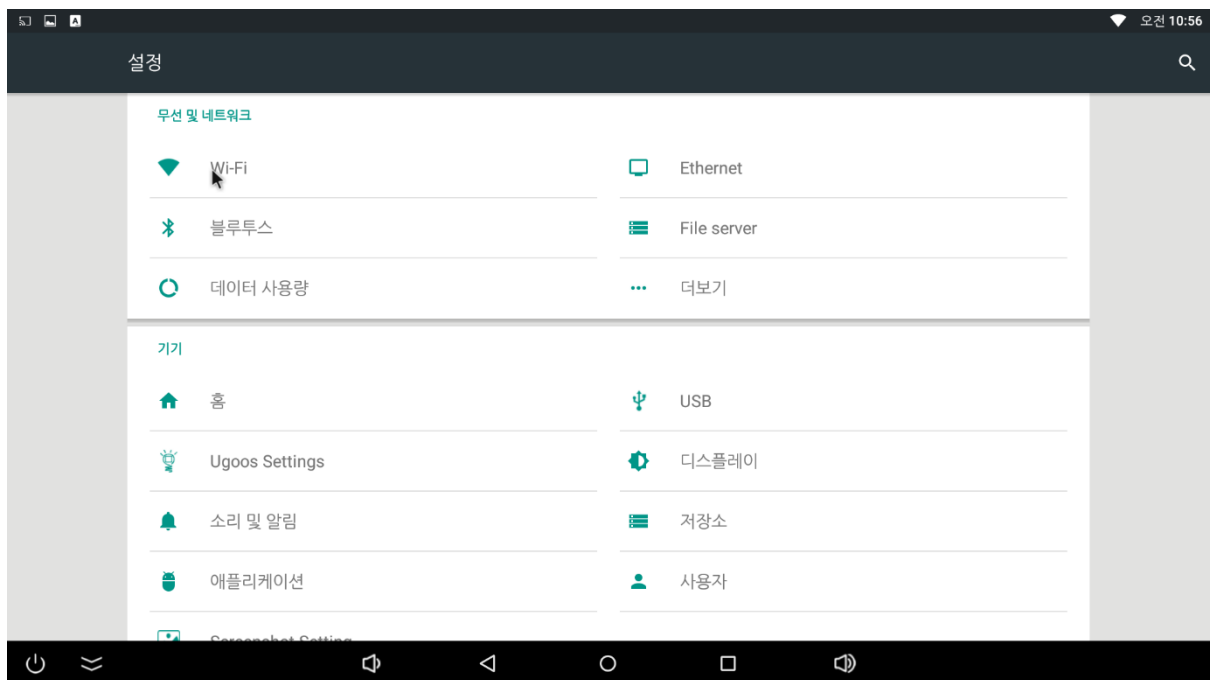 오전 10:56
설정
무선 및 네트워크
Wi-Fi
Ethernet
블루투스
File server
데이터 사용량
더보기
기기
홈
USB
Ugoos Settings
디스플레이
소리 및 알림
저장소
애플리케이션
사용자
Screenshot Setting